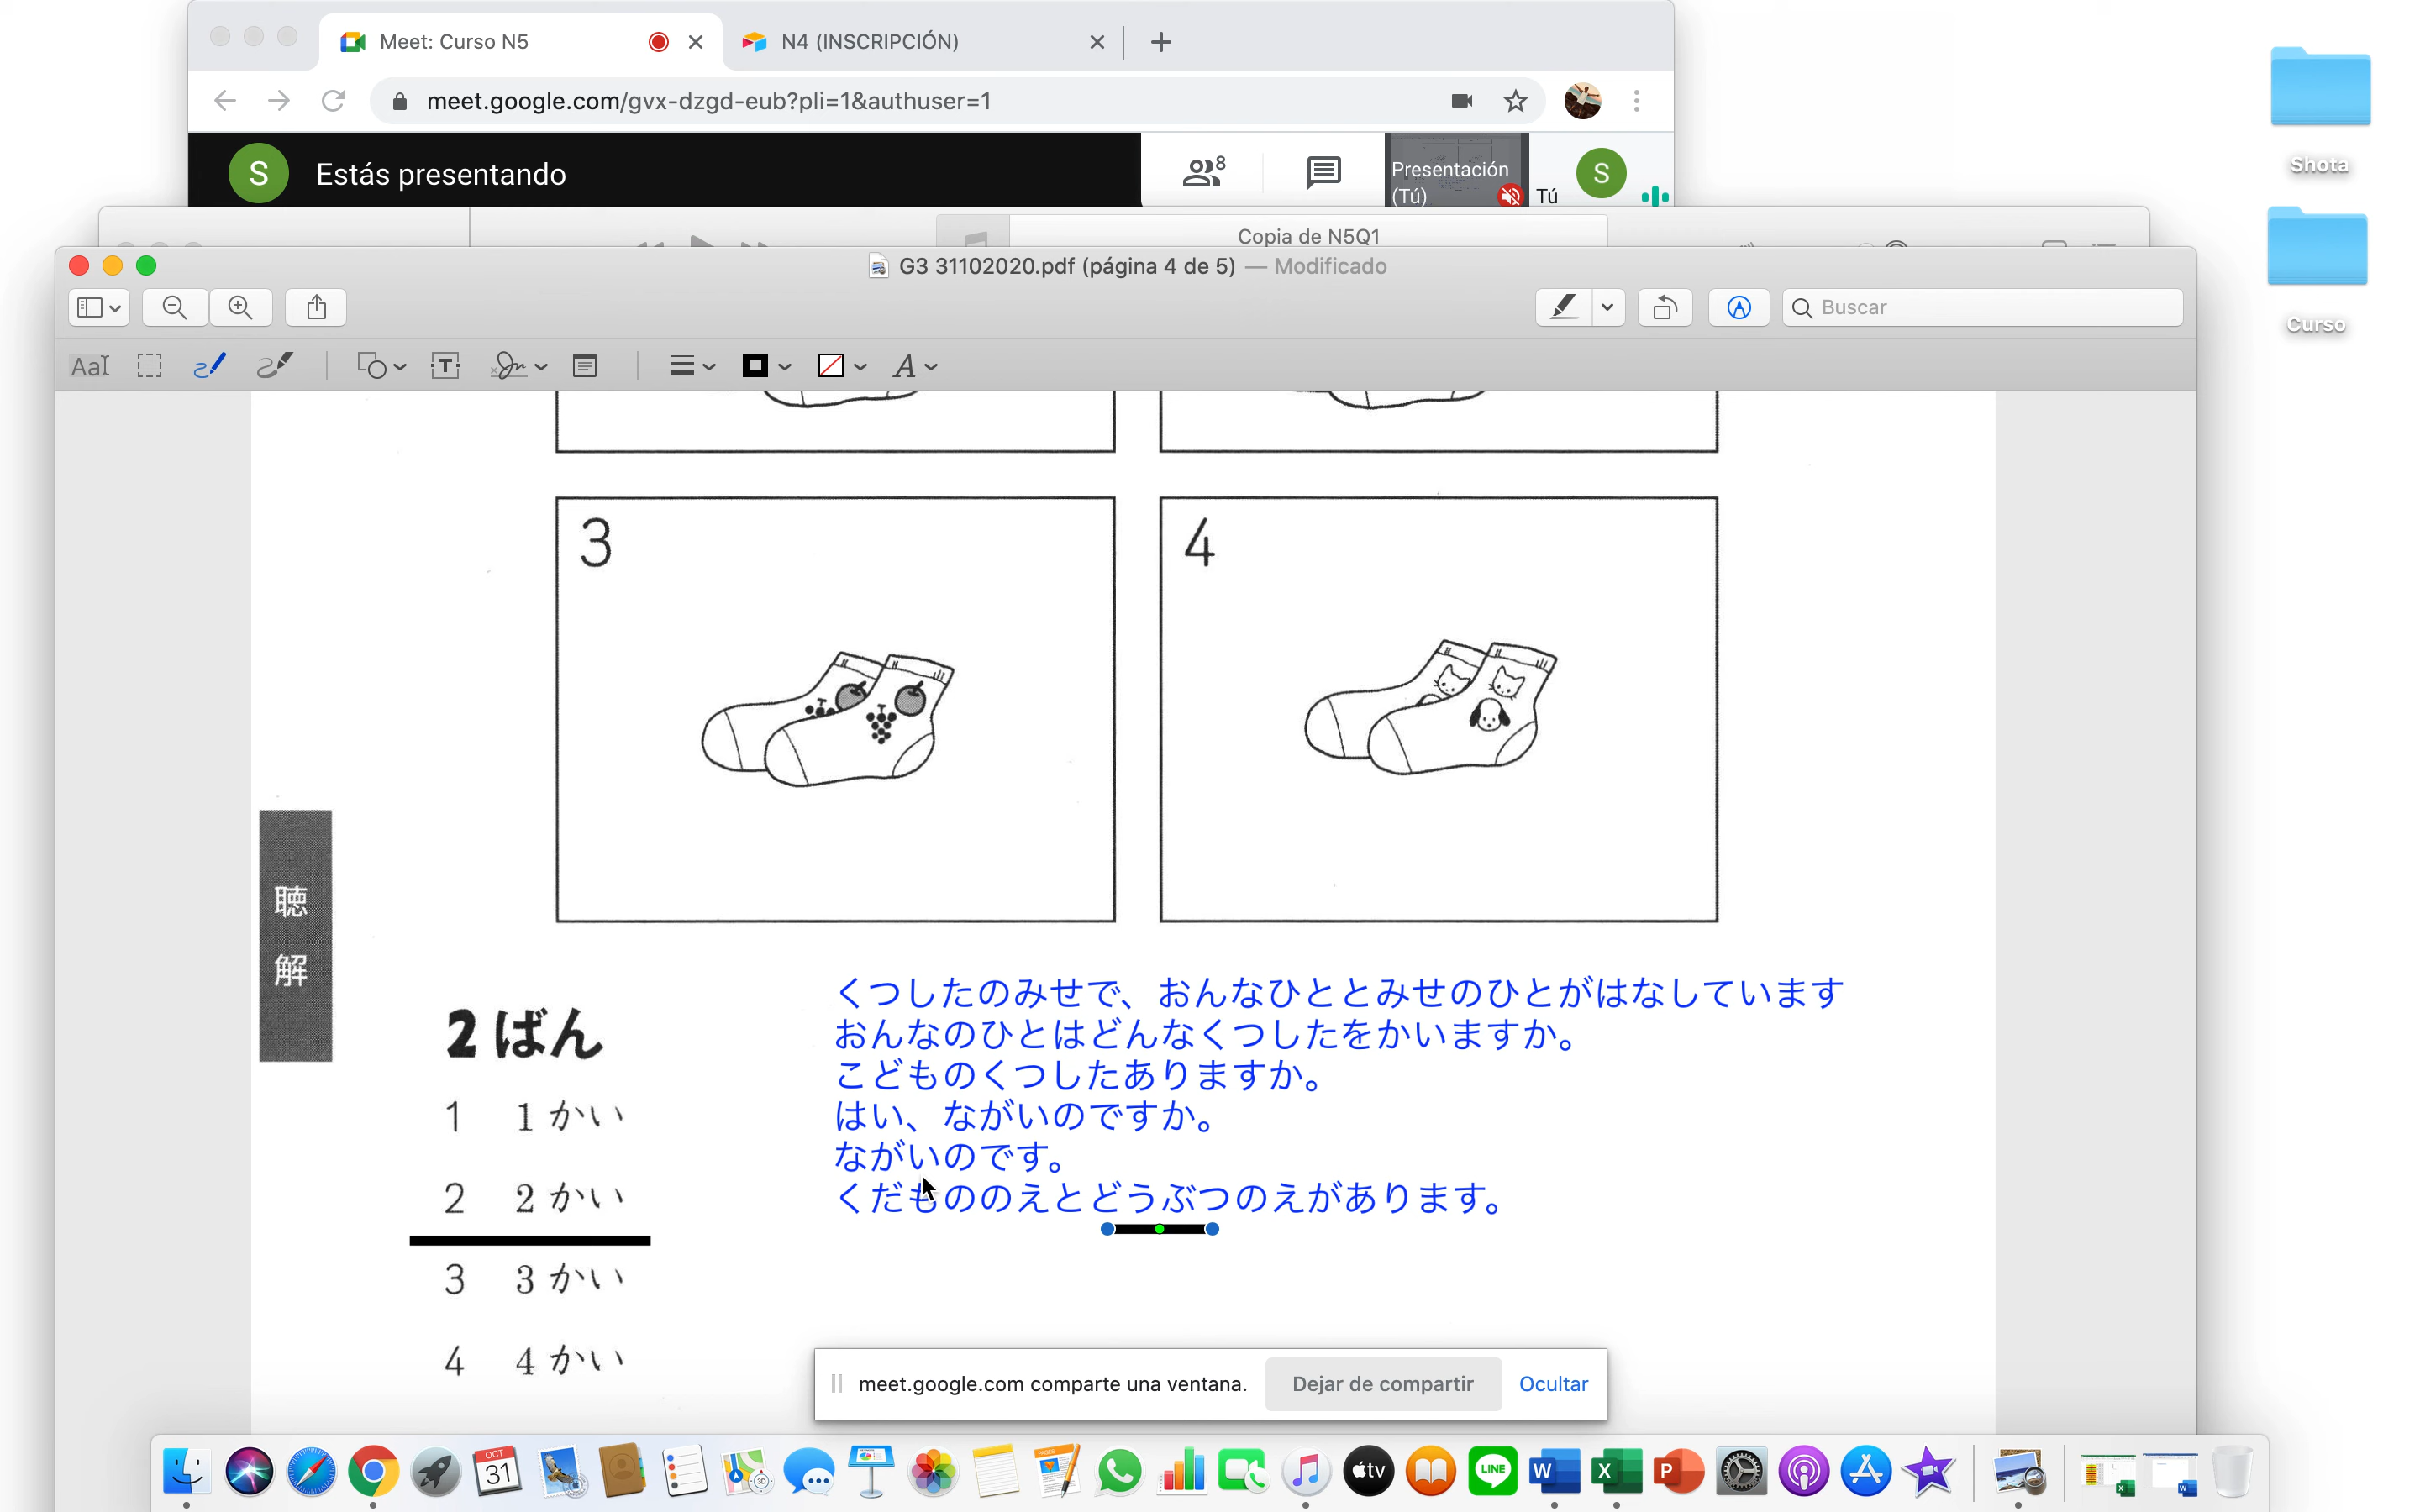 Meet: Curso N5
N4 (INSCRIPCIÓN)
meet.google.com/gvx-dzgd-eub?pli=1&authuser=1
S
Estás presentando
8
Presentación
(Tú)
Tú
S
Shota
Curso
Copia de N5Q1
G3 31102020.pdf (página 4 de 5) — Modificado
Buscar
3
4
聴解
2ばん
1 1かい
2 2かい
3 3かい
4 4かい
くつしたのみせで、おんなひととみせのひとがはなしています
おんなのひとはどんなくつしたをかいますか。
こどものくつしたありますか。
はい、ながいのですか。
ながいのです。
くだもののえとどうぶつのえがあります。
meet.google.com comparte una ventana.
Dejar de compartir
Ocultar
OCT
31
3D
PAGES
tv
LINE
W
X
P
X
W